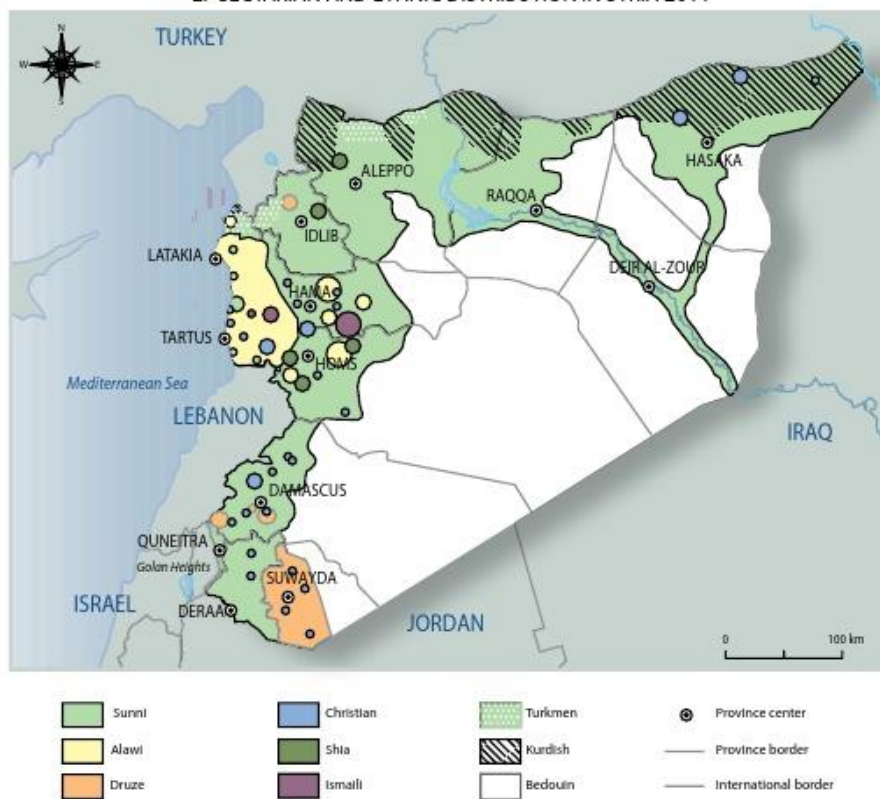 TURKEY
N
W
E
S
ALEPPO
HASAKA
RAQQA
IDLIB
LATAKIA
DEIR AL-ZOUR
HAMA
TARTUS
HOMS
Mediterranean Sea
LEBANON
IRAQ
DAMASCUS
QUNEITRA
Golan Heights
SUWAYDA
ISRAEL
DERAA
JORDAN
0 100 km
Sunni
Christian
Turkmen
Province center
Alawi
Shia
Kurdish
Province border
Druze
Ismaili
Bedouin
International border